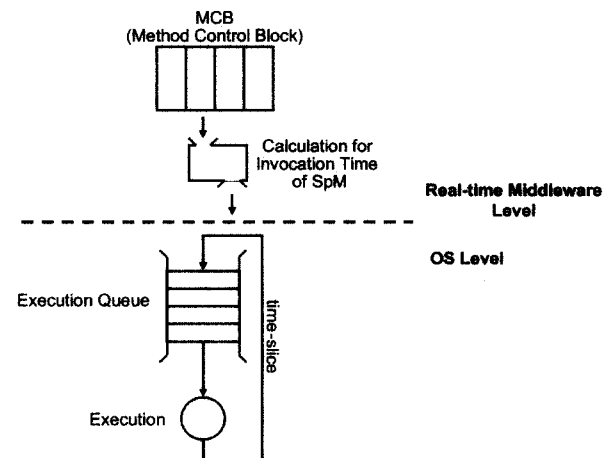 MCB
(Method Control Block)
Calculation for
Invocation Time
of SpM
Real-time Middleware
Level
OS Level
Execution Queue
time-slice
Execution